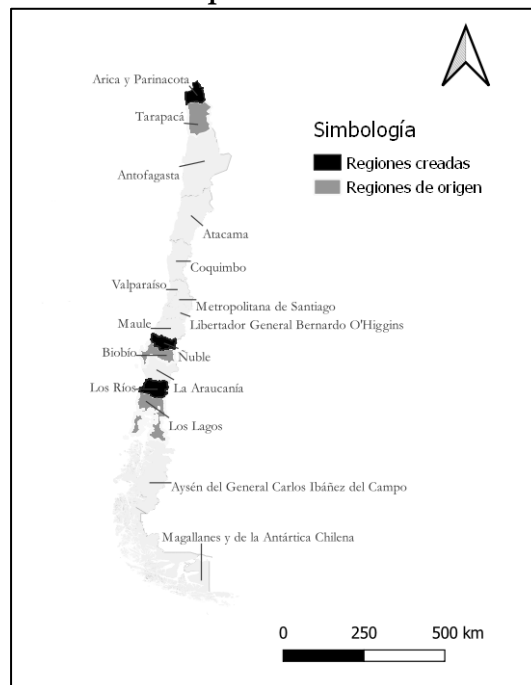 Arica y Parinacota
Tarapacá
Antofagasta
Atacama
Coquimbo
Valparaíso
Metropolitana de Santiago
Libertador General Bernardo O'Higgins
Maule
Biobío
Ñuble
Los Ríos
La Araucanía
Los Lagos
Aysén del General Carlos Ibáñez del Campo
Magallanes y de la Antártica Chilena
Simbología
Regiones creadas
Regiones de origen
0 250 500 km